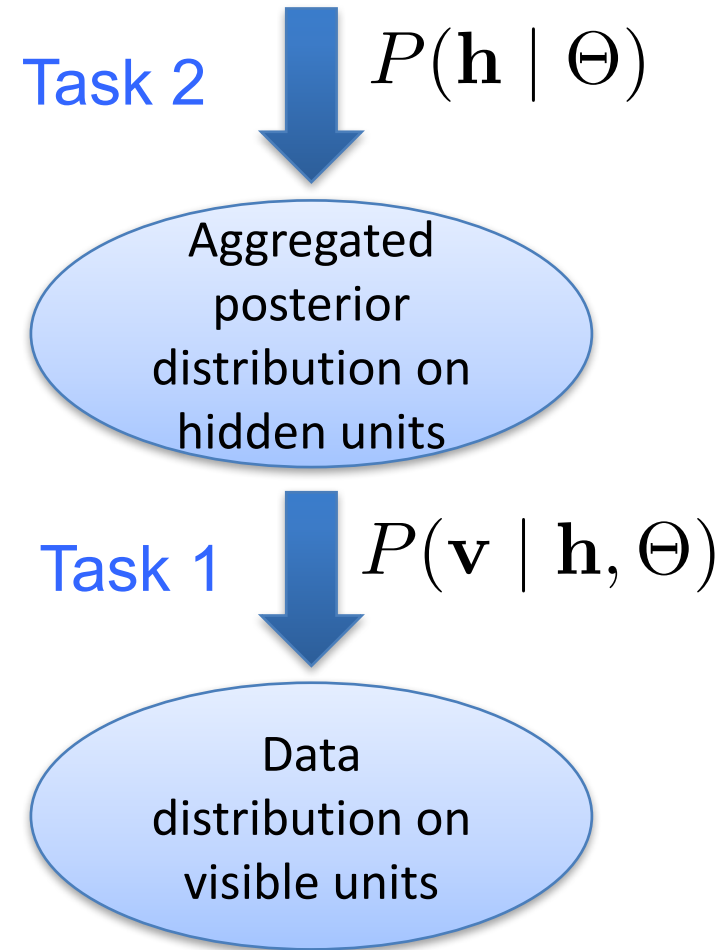 Task 2
P(h | Θ)
Aggregated
posterior
distribution on
hidden units
Task 1
P(v | h, Θ)
Data
distribution on
visible units